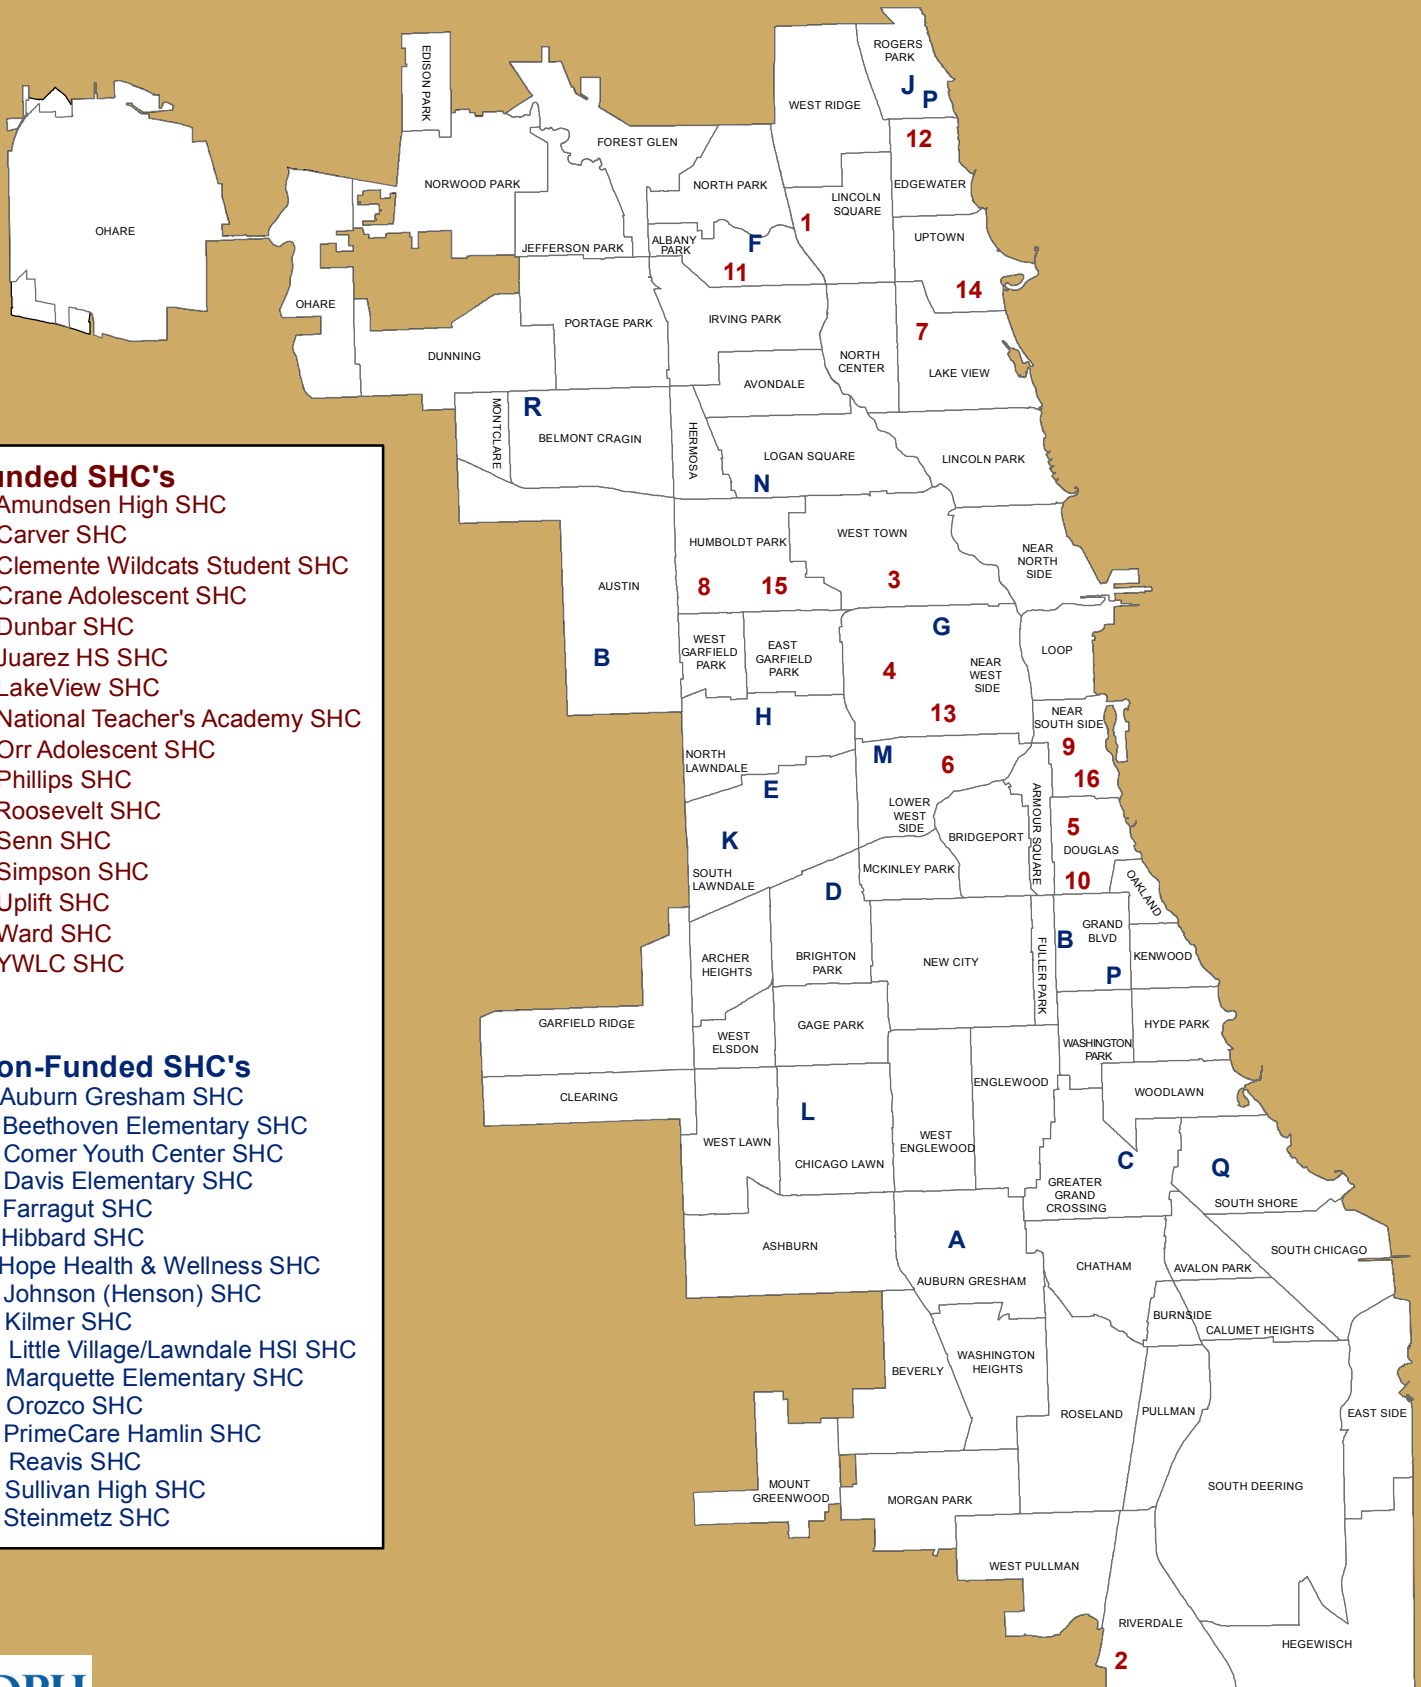 ROGERS
PARK
J
P
EDISON PARK
WEST RIDGE
12
FOREST GLEN
NORWOOD PARK
NORTH PARK
EDGEWATER
LINCOLN
SQUARE
1
OHARE
JEFFERSON PARK
ALBANY
PARK
F
UPTOWN
11
14
OHARE
PORTAGE PARK
IRVING PARK
7
DUNNING
NORTH
CENTER
LAKE VIEW
AVONDALE
MONTCLARE
R
BELMONT CRAGIN
HERMOSA
LOGAN SQUARE
LINCOLN PARK
N
HUMBOLDT PARK
WEST TOWN
NEAR
NORTH
SIDE
AUSTIN
8
15
3
B
WEST
GARFIELD
PARK
EAST
GARFIELD
PARK
G
4
NEAR
WEST
SIDE
LOOP
H
13
NEAR
SOUTH SIDE
NORTH
LAWNDALE
M
6
9
16
E
LOWER
WEST
SIDE
ARMOUR SQUARE
K
BRIDGEPORT
5
DOUGLAS
SOUTH
LAWNDALE
D
MCKINLEY PARK
10
OAKLAND
ARCHER
HEIGHTS
BRIGHTON
PARK
NEW CITY
FULLER PARK
B
GRAND
BLVD
P
KENWOOD
GARFIELD RIDGE
WEST
ELSDON
GAGE PARK
WASHINGTON
PARK
HYDE PARK
CLEARING
L
ENGLEWOOD
WOODLAWN
WEST LAWN
CHICAGO LAWN
WEST
ENGLEWOOD
C
Q
GREATER
GRAND
CROSSING
SOUTH SHORE
ASHBURN
A
AUBURN GRESHAM
CHATHAM
AVALON PARK
SOUTH CHICAGO
BURNSIDE
CALUMET HEIGHTS
BEVERLY
WASHINGTON
HEIGHTS
ROSELAND
PULLMAN
EAST SIDE
MOUNT
GREENWOOD
MORGAN PARK
SOUTH DEERING
WEST PULLMAN
RIVERDALE
2
HEGEWISCH
unded SHC's
Amundsen High SHC
Carver SHC
Clemente Wildcats Student SHC
Crane Adolescent SHC
Dunbar SHC
Juarez HS SHC
LakeView SHC
National Teacher's Academy SHC
Orr Adolescent SHC
Phillips SHC
Roosevelt SHC
Senn SHC
Simpson SHC
Uplift SHC
Ward SHC
YWLC SHC
on-Funded SHC's
Auburn Gresham SHC
Beethoven Elementary SHC
Comer Youth Center SHC
Davis Elementary SHC
Farragut SHC
Hibbard SHC
Hope Health & Wellness SHC
Johnson (Henson) SHC
Kilmer SHC
Little Village/Lawndale HSI SHC
Marquette Elementary SHC
Orozco SHC
PrimeCare Hamlin SHC
Reavis SHC
Sullivan High SHC
Steinmetz SHC